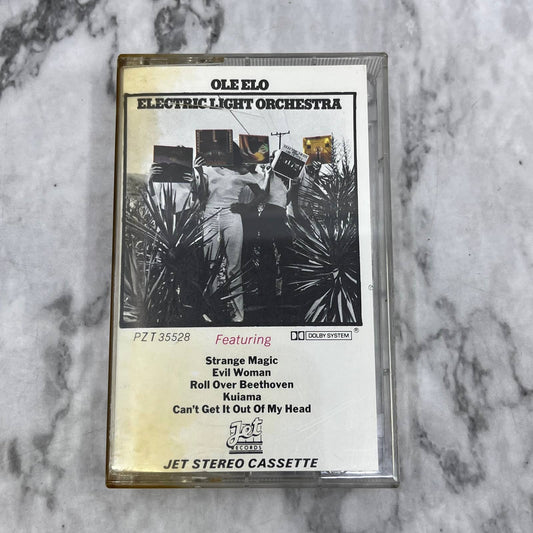 OLE ELO
ELECTRIC LIGHT ORCHESTRA
PZT 35528
Featuring
DOLBY SYSTEM ®
Strange Magic
Evil Woman
Roll Over Beethoven
Kuiama
Can't Get It Out Of My Head
Jet
RECORDS
JET STEREO CASSETTE